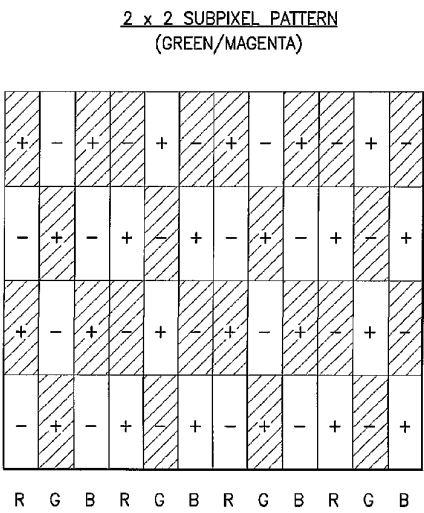 2 x 2 SUBPIXEL PATTERN
(GREEN/MAGENTA)
+ − + − + − + − + − + −
− + − + − + − + − + − +
+ − + − + − + − + − + −
− + − + − + − + − + − +
R G B R G B R G B R G B